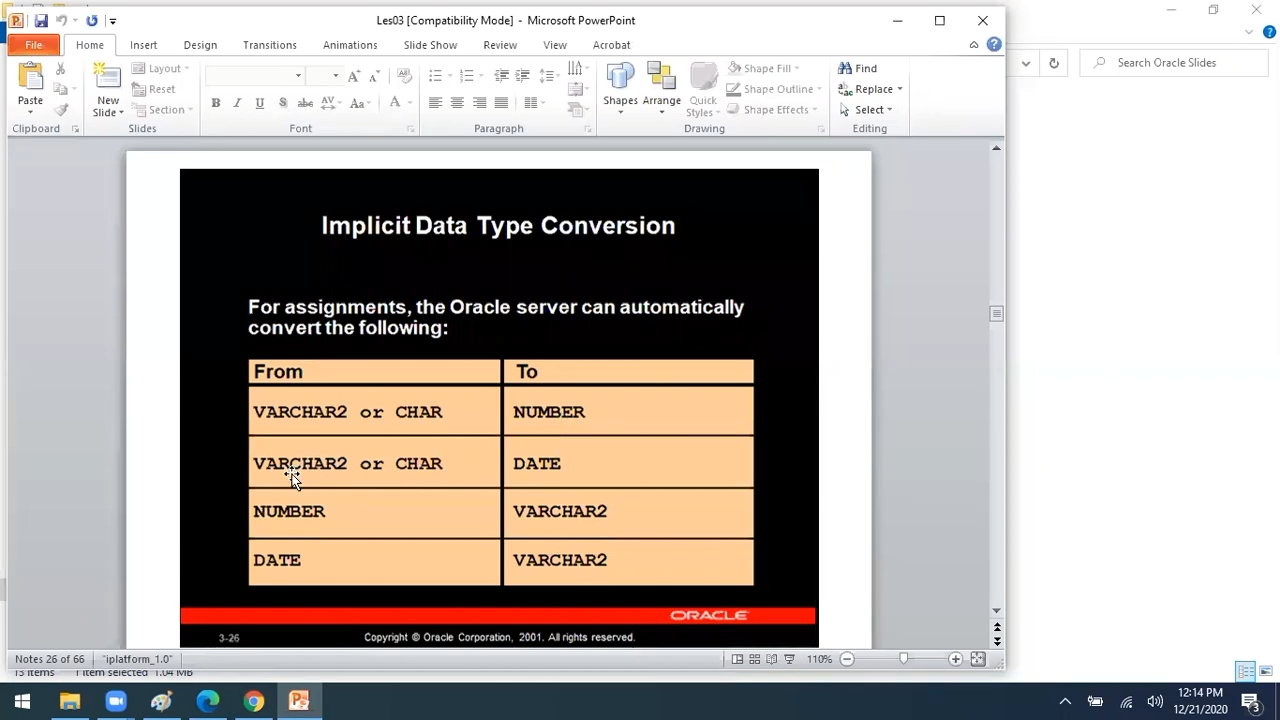 Les03 [Compatibility Mode] - Microsoft PowerPoint
File Home Insert Design Transitions Animations Slide Show Review View Acrobat
Search Oracle Slides
Paste
New
Slide
Layout
Reset
Section
B I U S abc AV Aa A
Shapes
Arrange
Quick
Styles
Shape Fill
Shape Outline
Shape Effects
Find
Replace
Select
Clipboard Slides Font Paragraph Drawing Editing
Implicit Data Type Conversion
For assignments, the Oracle server can automatically
convert the following:
From To
VARCHAR2 or CHAR NUMBER
VARCHAR2 or CHAR DATE
NUMBER VARCHAR2
DATE VARCHAR2
ORACLE
3-26 Copyright © Oracle Corporation, 2001. All rights reserved.
Notes 26 of 66 "iplatform_1.0" 110%
13 items 1 item selected 1.04 MB
12:14 PM
12/21/2020
3